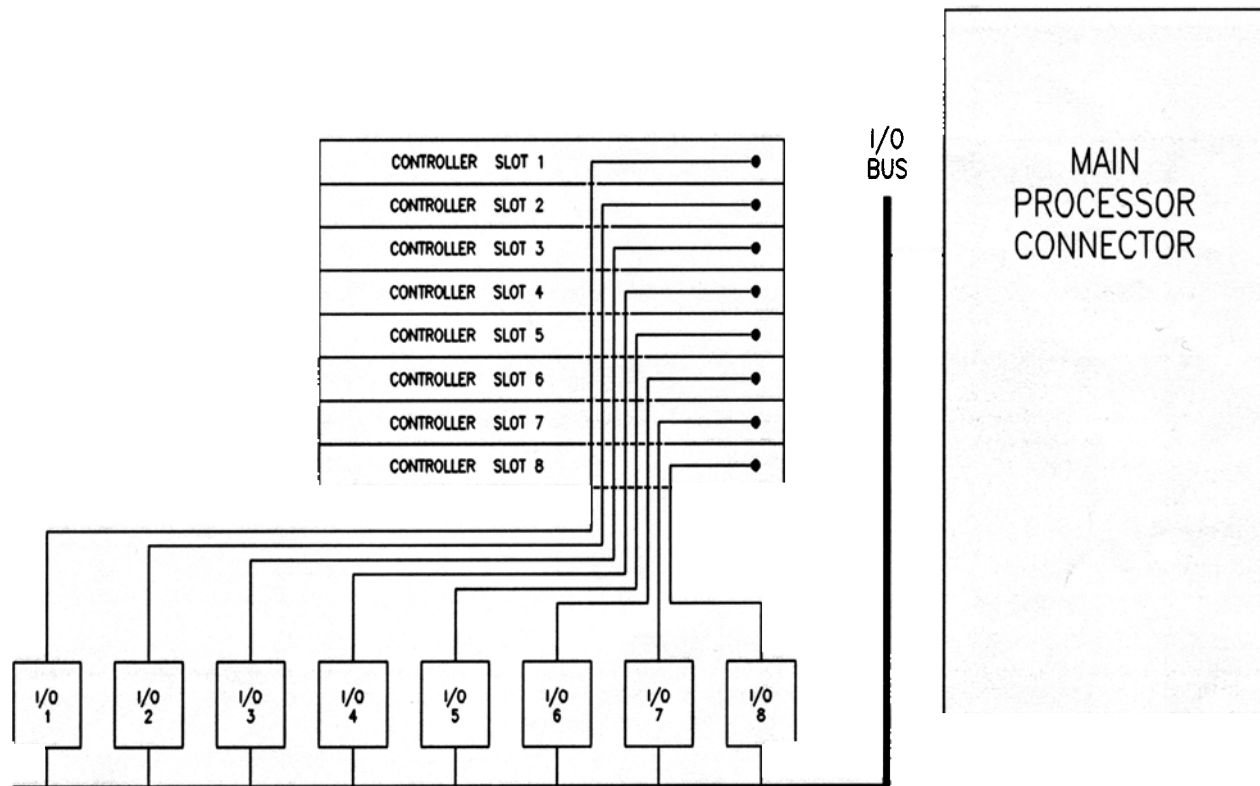 I/O
BUS
MAIN
PROCESSOR
CONNECTOR
CONTROLLER SLOT 1
CONTROLLER SLOT 2
CONTROLLER SLOT 3
CONTROLLER SLOT 4
CONTROLLER SLOT 5
CONTROLLER SLOT 6
CONTROLLER SLOT 7
CONTROLLER SLOT 8
I/O
1
I/O
2
I/O
3
I/O
4
I/O
5
I/O
6
I/O
7
I/O
8